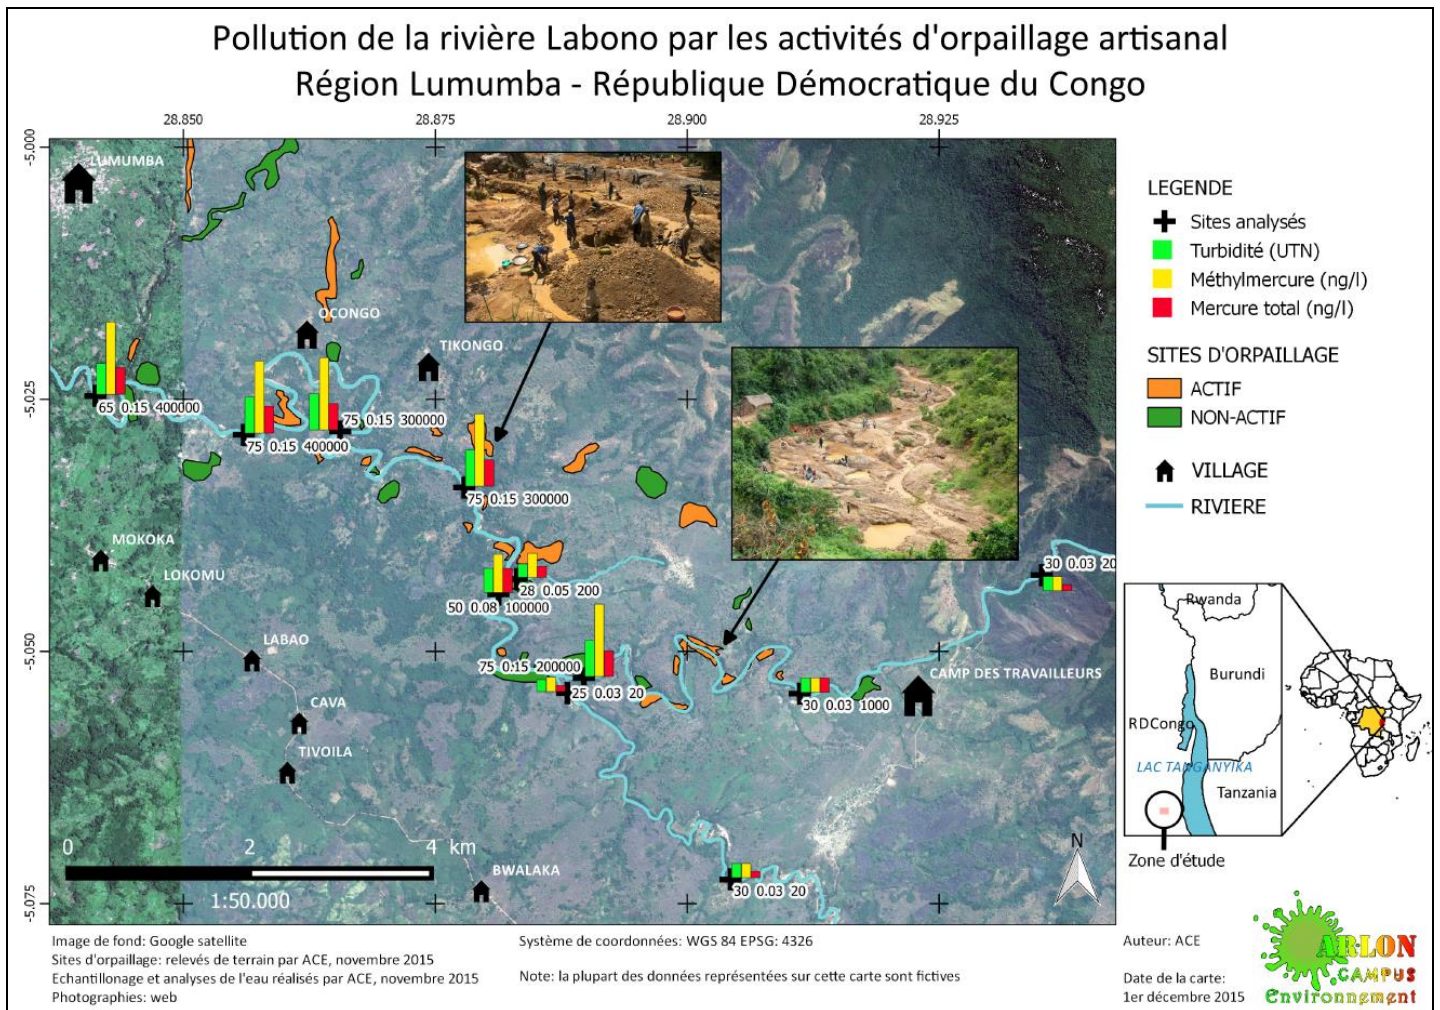 Pollution de la rivière Labono par les activités d'orpaillage artisanal
Région Lumumba - République Démocratique du Congo
28.850 28.875 28.900 28.925
-5.000
-5.025
-5.050
-5.075
LUMUMBA
OCONGO
TIKONGO
65 0.15 400000
75 0.15 400000
75 0.15 300000
75 0.15 300000
MOKOKA
LOKOMU
28 0.05 200
50 0.08 100000
30 0.03 20
LABAO
75 0.15 200000
25 0.03 20
CAMP DES TRAVAILLEURS
30 0.03 1000
CAVA
TIVOILA
BWALAKA
30 0.03 20
0 2 4 km
1:50.000
N
LEGENDE
Sites analysés
Turbidité (UTN)
Méthylmercure (ng/l)
Mercure total (ng/l)
SITES D'ORPAILLAGE
ACTIF
NON-ACTIF
VILLAGE
RIVIERE
Rwanda
Burundi
RDCongo
LAC TANGANYIKA
Tanzania
Zone d'étude
Image de fond: Google satellite
Sites d'orpaillage: relevés de terrain par ACE, novembre 2015
Echantillonage et analyses de l'eau réalisés par ACE, novembre 2015
Photographies: web
Système de coordonnées: WGS 84 EPSG: 4326
Note: la plupart des données représentées sur cette carte sont fictives
Auteur: ACE
Date de la carte:
1er décembre 2015
ARLON
CAMPUS
Environnement